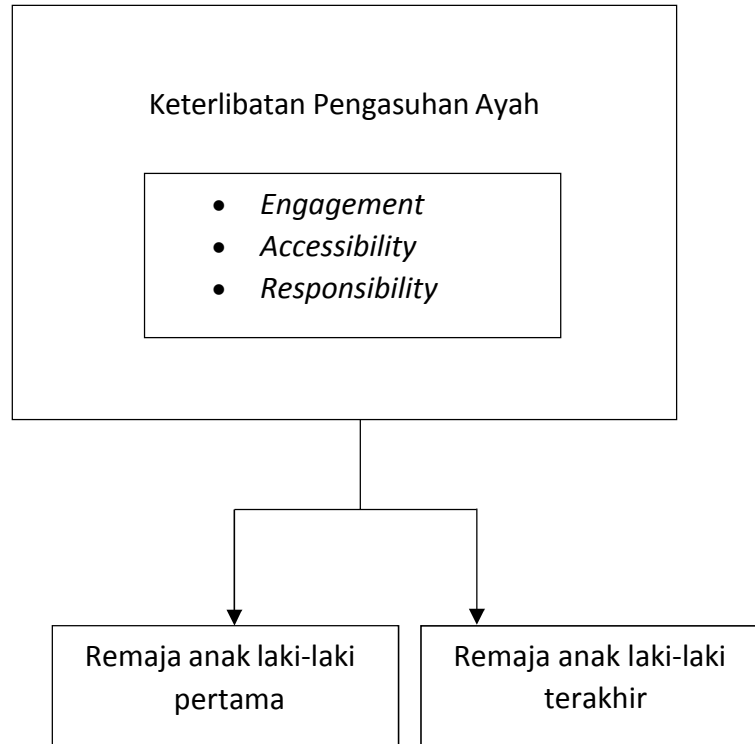 Keterlibatan Pengasuhan Ayah
• Engagement
• Accessibility
• Responsibility
Remaja anak laki-laki
pertama
Remaja anak laki-laki
terakhir